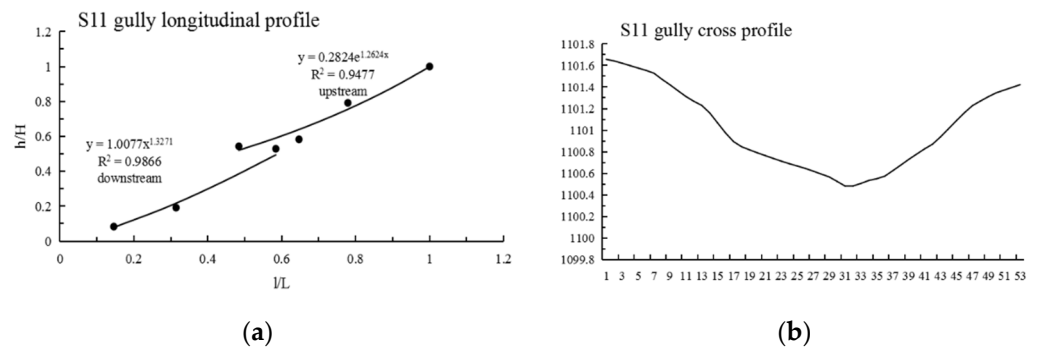 (a)
S11 gully longitudinal profile
1.2
1
0.8
0.6
0.4
0.2
0
h/H
y = 0.2824e^1.2624x
R² = 0.9477
upstream
y = 1.0077x^1.3271
R² = 0.9866
downstream
0 0.2 0.4 0.6 0.8 1 1.2
l/L
(b)
S11 gully cross profile
1101.8
1101.6
1101.4
1101.2
1101
1100.8
1100.6
1100.4
1100.2
1100
1099.8
1 3 5 7 9 11 13 15 17 19 21 23 25 27 29 31 33 35 37 39 41 43 45 47 49 51 53
(a)
(b)